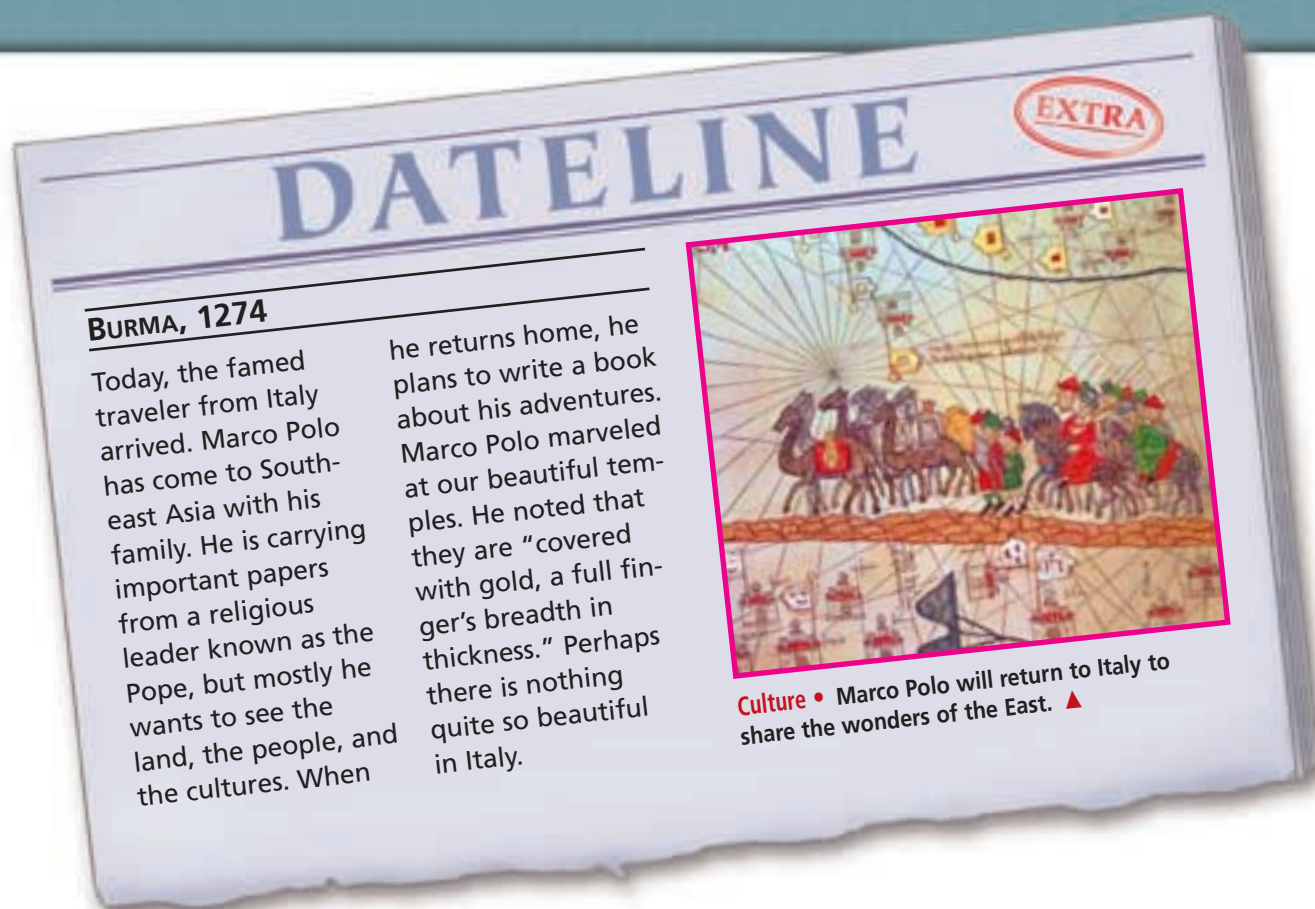 DATELINE
EXTRA
BURMA, 1274
Today, the famed
traveler from Italy
arrived. Marco Polo
has come to South-
east Asia with his
family. He is carrying
important papers
from a religious
leader known as the
Pope, but mostly he
wants to see the
land, the people, and
the cultures. When
he returns home, he
plans to write a book
about his adventures.
Marco Polo marveled
at our beautiful tem-
ples. He noted that
they are "covered
with gold, a full fin-
ger's breadth in
thickness." Perhaps
there is nothing
quite so beautiful
in Italy.
Culture • Marco Polo will return to Italy to
share the wonders of the East. ▲